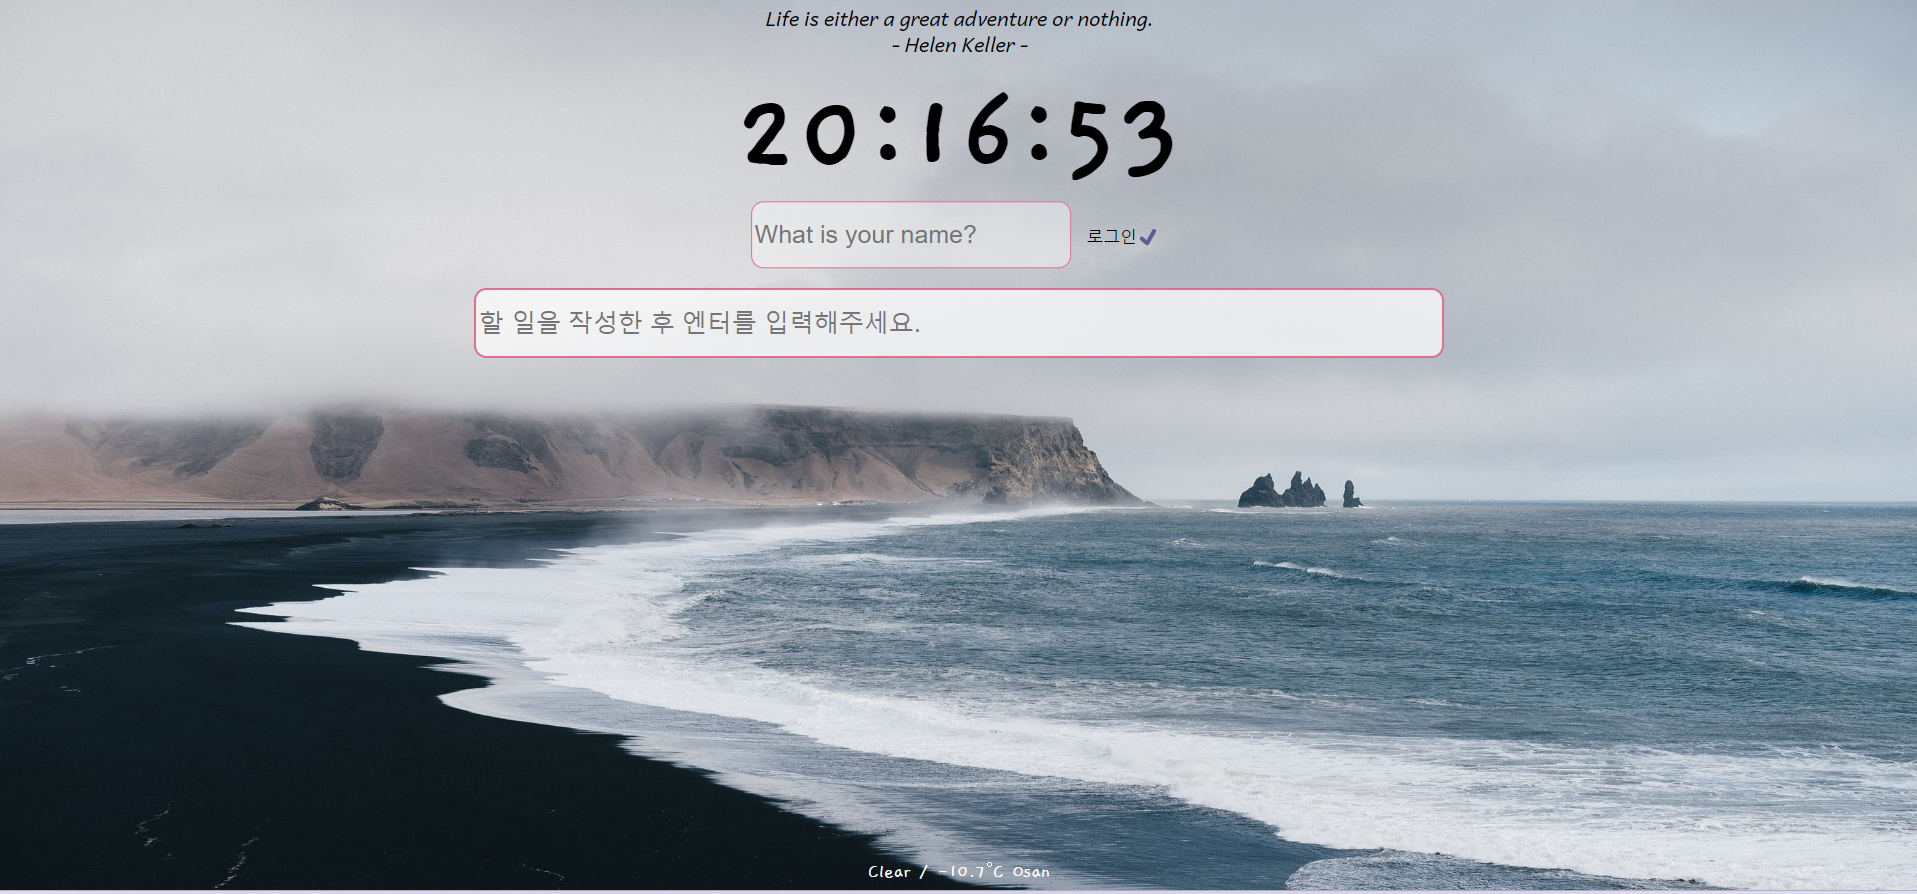 Life is either a great adventure or nothing.
- Helen Keller -
20:16:53
What is your name?
로그인
할 일을 작성한 후 엔터를 입력해주세요.
Clear / -10.7°C Osan